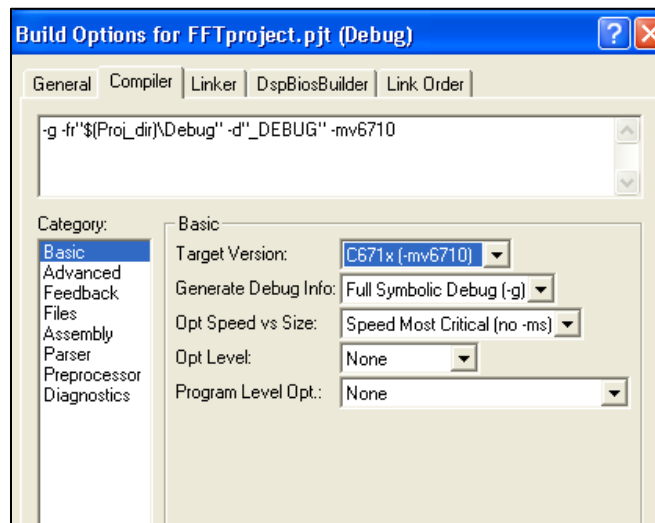 Build Options for FFTproject.pjt (Debug)
General Compiler Linker DspBiosBuilder Link Order
-g -fr"$(Proj_dir)\Debug" -d"_DEBUG" -mv6710
Category:
Basic
Advanced
Feedback
Files
Assembly
Parser
Preprocessor
Diagnostics
Basic
Target Version: C671x (-mv6710)
Generate Debug Info: Full Symbolic Debug (-g)
Opt Speed vs Size: Speed Most Critical (no -ms)
Opt Level: None
Program Level Opt.: None